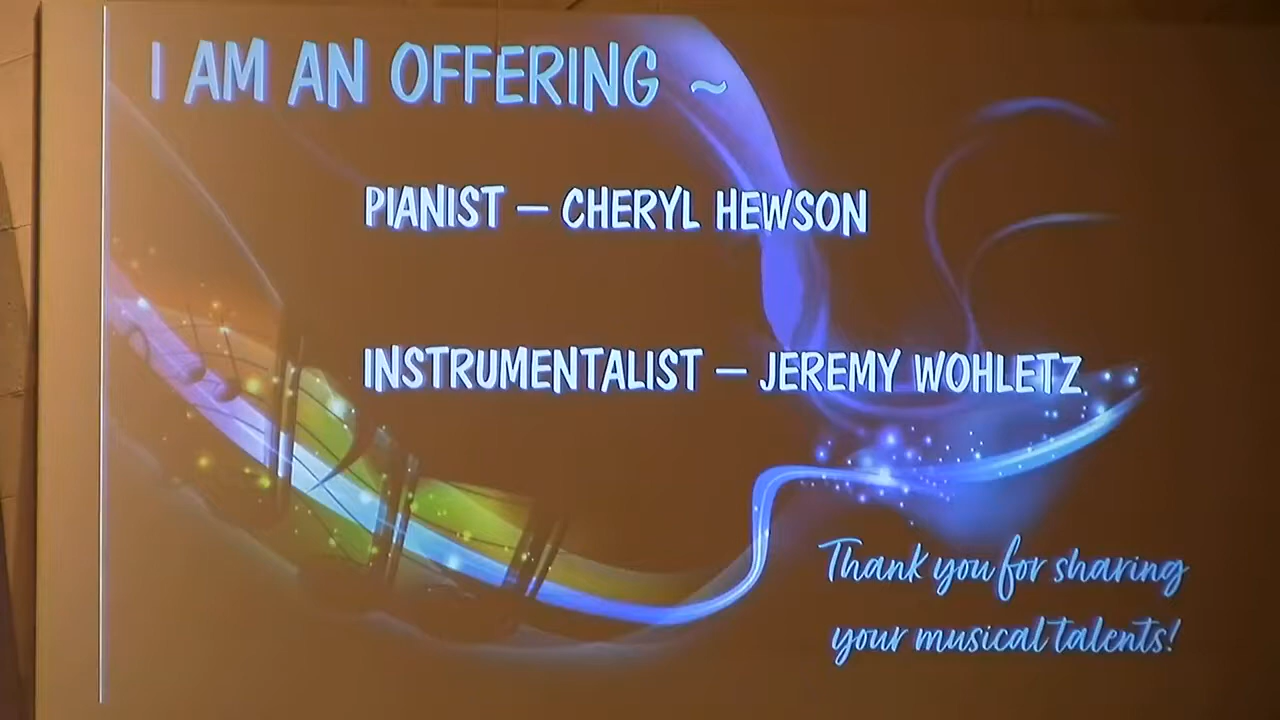 I AM AN OFFERING ~
PIANIST – CHERYL HEWSON
INSTRUMENTALIST – JEREMY WOHLETZ
Thank you for sharing
your musical talents!